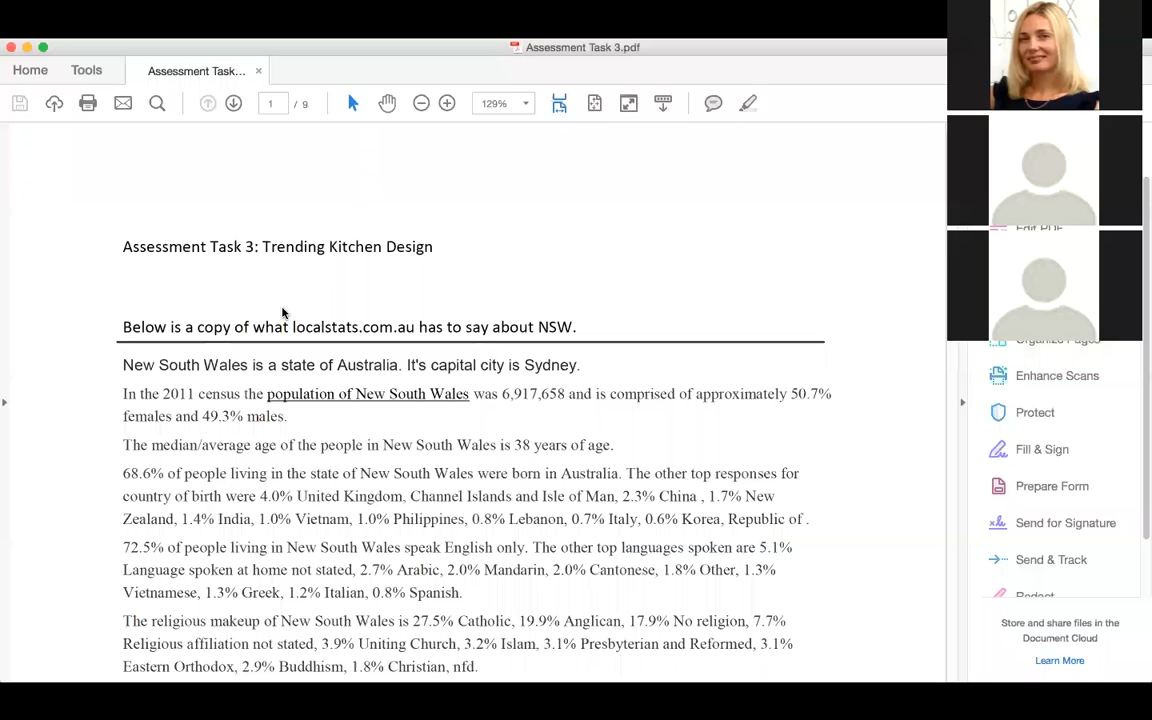 Assessment Task 3.pdf
Home
Tools
Assessment Task...
×
1 / 9
129%
Assessment Task 3: Trending Kitchen Design
Below is a copy of what localstats.com.au has to say about NSW.
New South Wales is a state of Australia. It's capital city is Sydney.
In the 2011 census the population of New South Wales was 6,917,658 and is comprised of approximately 50.7%
females and 49.3% males.
The median/average age of the people in New South Wales is 38 years of age.
68.6% of people living in the state of New South Wales were born in Australia. The other top responses for
country of birth were 4.0% United Kingdom, Channel Islands and Isle of Man, 2.3% China , 1.7% New
Zealand, 1.4% India, 1.0% Vietnam, 1.0% Philippines, 0.8% Lebanon, 0.7% Italy, 0.6% Korea, Republic of .
72.5% of people living in New South Wales speak English only. The other top languages spoken are 5.1%
Language spoken at home not stated, 2.7% Arabic, 2.0% Mandarin, 2.0% Cantonese, 1.8% Other, 1.3%
Vietnamese, 1.3% Greek, 1.2% Italian, 0.8% Spanish.
The religious makeup of New South Wales is 27.5% Catholic, 19.9% Anglican, 17.9% No religion, 7.7%
Religious affiliation not stated, 3.9% Uniting Church, 3.2% Islam, 3.1% Presbyterian and Reformed, 3.1%
Eastern Orthodox, 2.9% Buddhism, 1.8% Christian, nfd.
Edit PDF
Organize Pages
Enhance Scans
Protect
Fill & Sign
Prepare Form
Send for Signature
Send & Track
Redact
Store and share files in the
Document Cloud
Learn More